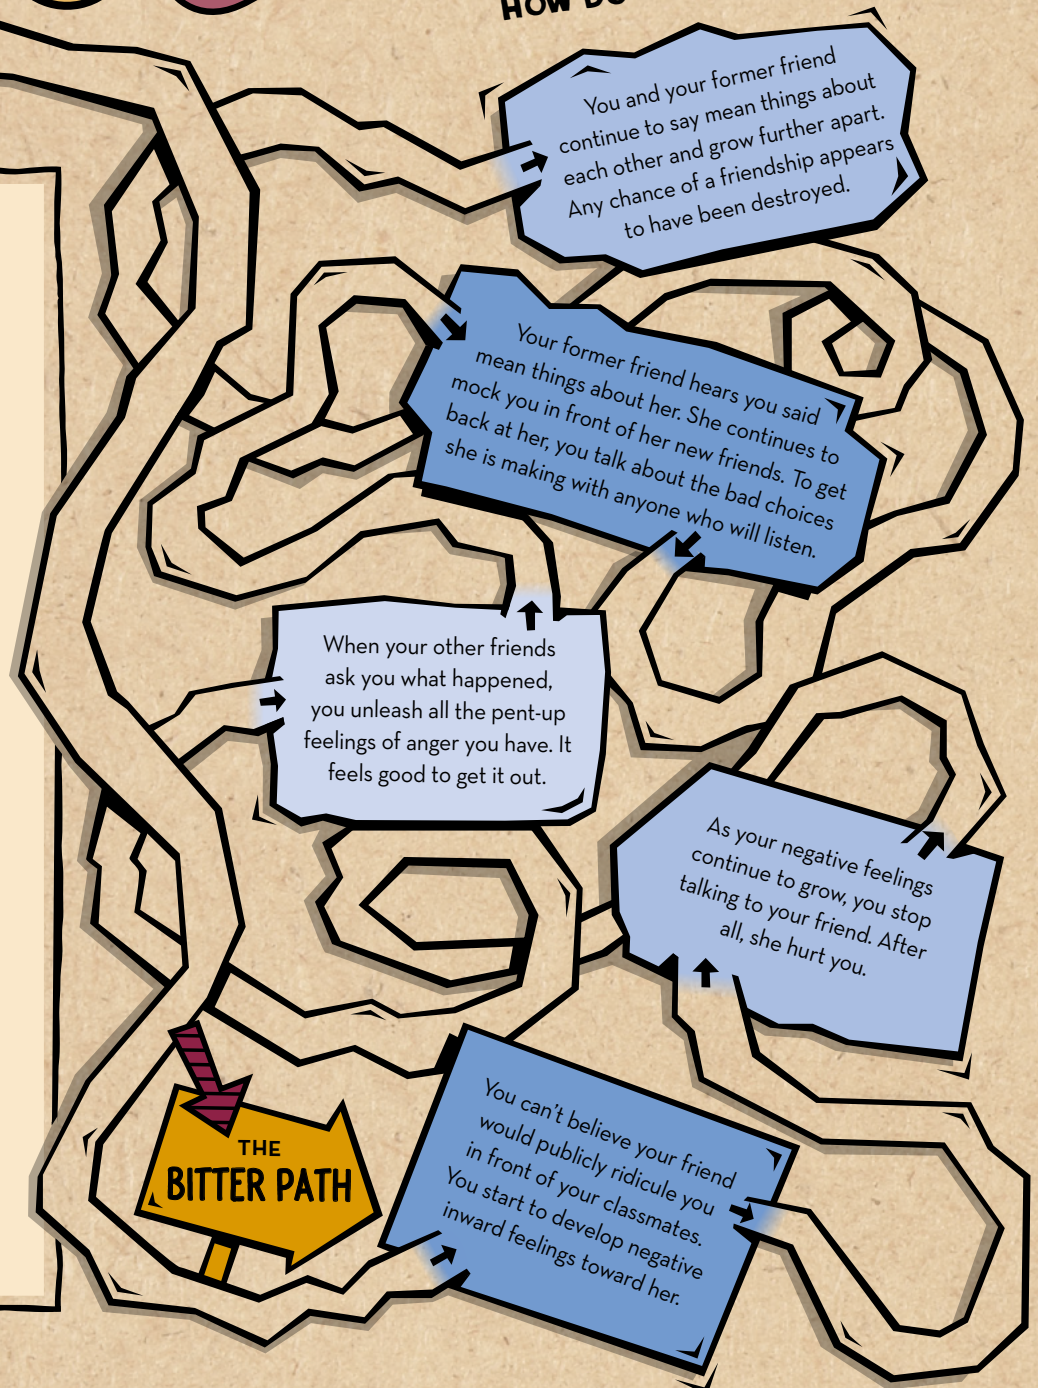 HOW DO
You and your former friend
continue to say mean things about
each other and grow further apart.
Any chance of a friendship appears
to have been destroyed.
Your former friend hears you said
mean things about her. She continues to
mock you in front of her new friends. To get
back at her, you talk about the bad choices
she is making with anyone who will listen.
When your other friends
ask you what happened,
you unleash all the pent-up
feelings of anger you have. It
feels good to get it out.
As your negative feelings
continue to grow, you stop
talking to your friend. After
all, she hurt you.
You can't believe your friend
would publicly ridicule you
in front of your classmates.
You start to develop negative
inward feelings toward her.
THE
BITTER PATH